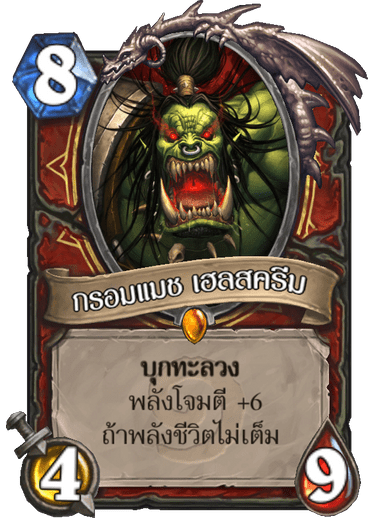 8
กรอมแมช เฮลสครีม
บุกทะลวง
พลังโจมตี +6
ถ้าพลังชีวิตไม่เต็ม
4
9